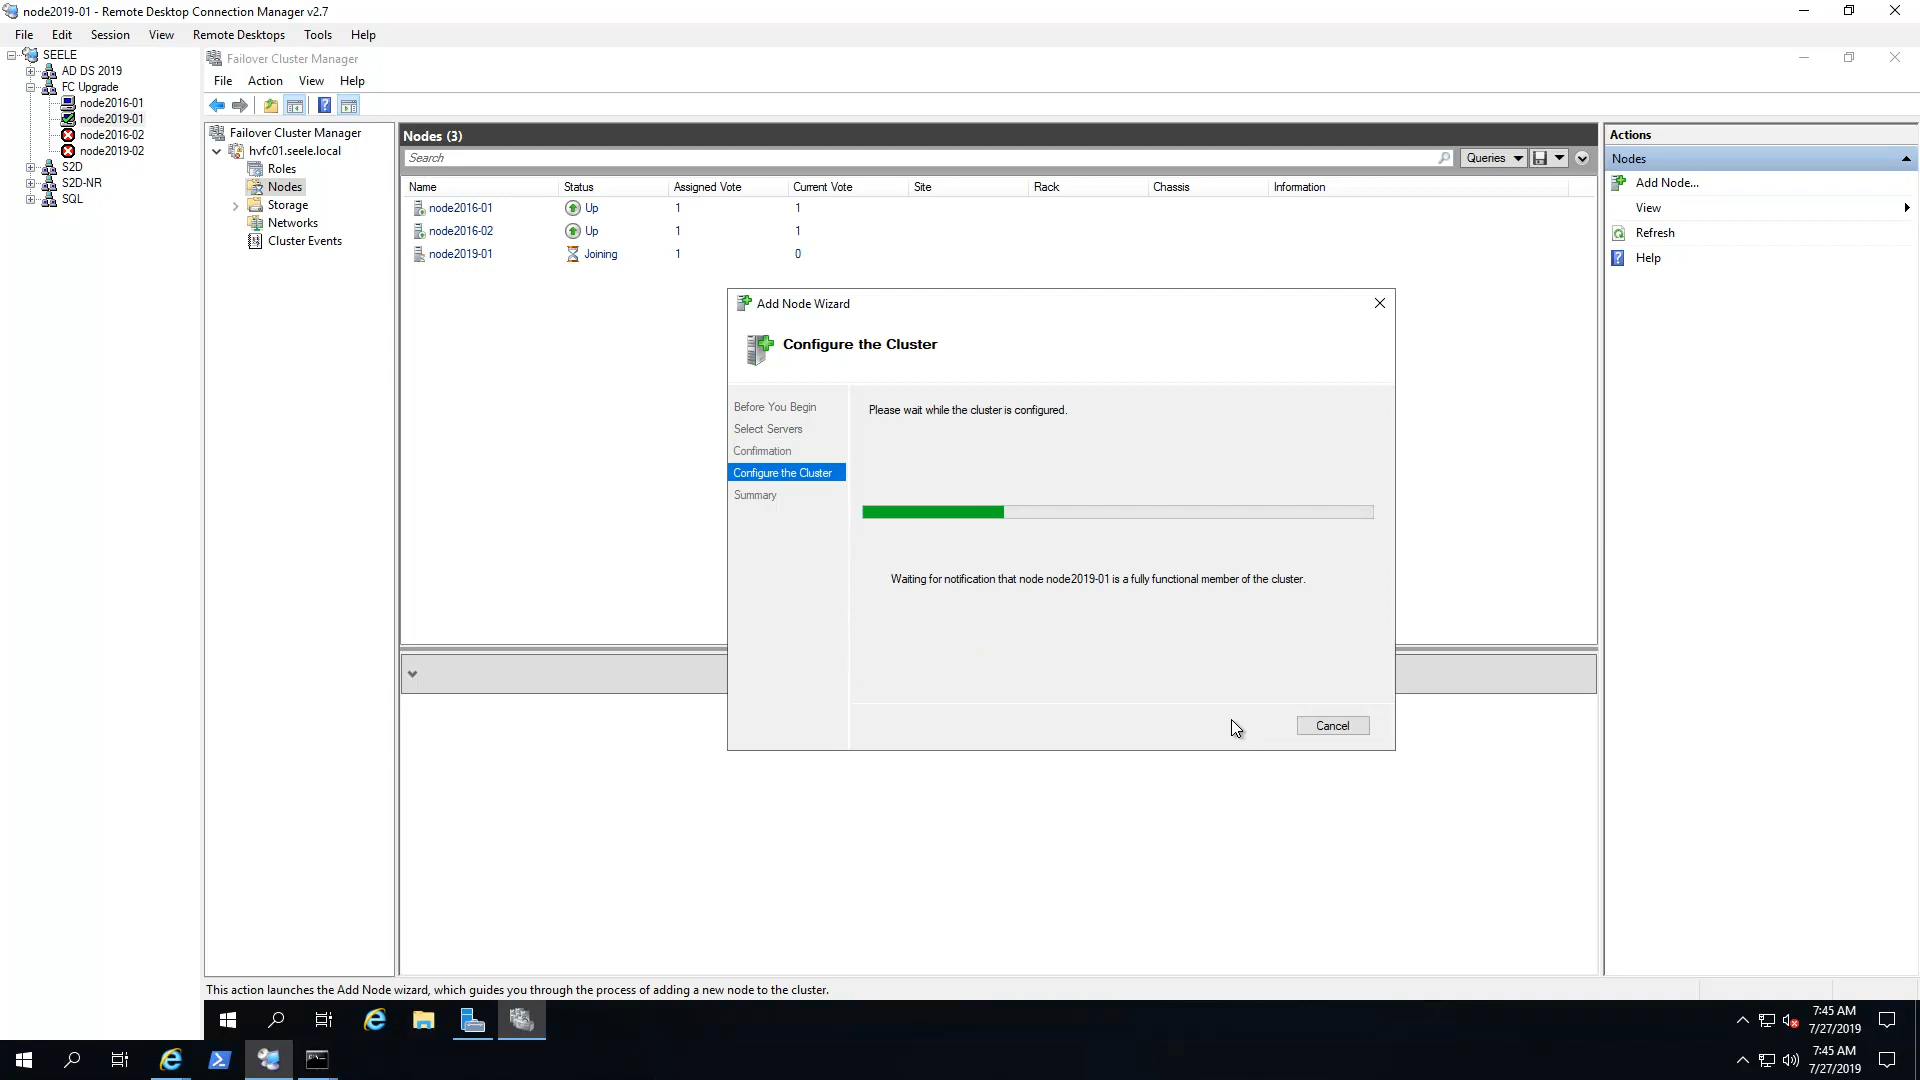 node2019-01 - Remote Desktop Connection Manager v2.7
File Edit Session View Remote Desktops Tools Help
SEELE
AD DS 2019
FC Upgrade
node2016-01
node2019-01
node2016-02
node2019-02
S2D
S2D-NR
SQL
Failover Cluster Manager
File Action View Help
Failover Cluster Manager
hvfc01.seele.local
Roles
Nodes
Storage
Networks
Cluster Events
Nodes (3)
Search
Queries
Name Status Assigned Vote Current Vote Site Rack Chassis Information
node2016-01 Up 1 1
node2016-02 Up 1 1
node2019-01 Joining 1 0
Actions
Nodes
Add Node...
View
Refresh
Help
Add Node Wizard
Configure the Cluster
Before You Begin
Select Servers
Confirmation
Configure the Cluster
Summary
Please wait while the cluster is configured.
Waiting for notification that node node2019-01 is a fully functional member of the cluster.
Cancel
This action launches the Add Node wizard, which guides you through the process of adding a new node to the cluster.
7:45 AM
7/27/2019
7:45 AM
7/27/2019